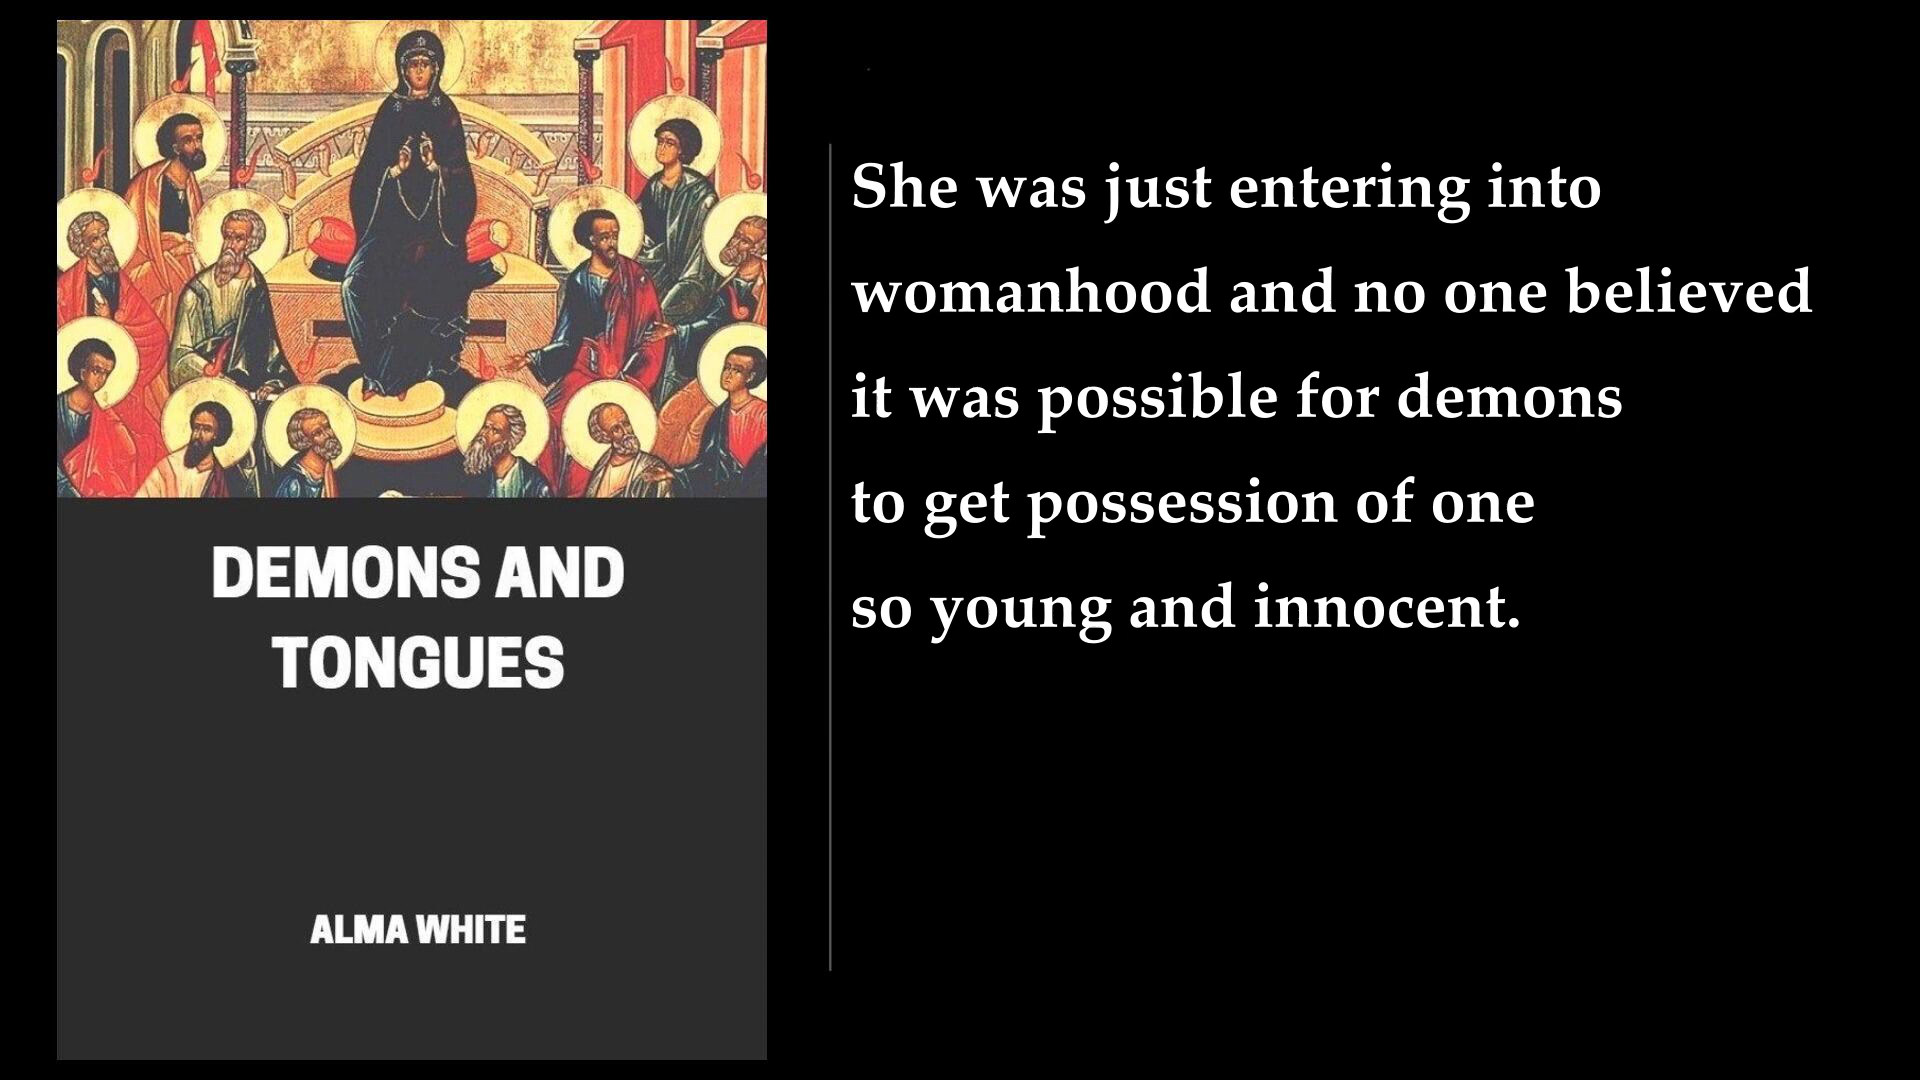 DEMONS AND
TONGUES
ALMA WHITE
She was just entering into
womanhood and no one believed
it was possible for demons
to get possession of one
so young and innocent.